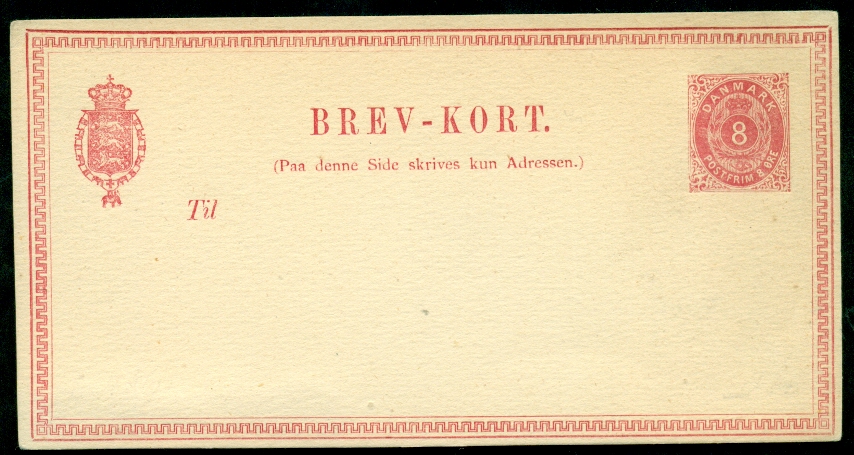 BREV-KORT.
(Paa denne Side skrives kun Adressen.)
Til
DANMARK
8
POSTFRIM 8 ØRE